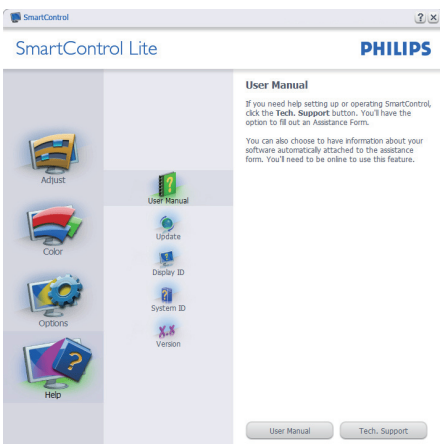 SmartControl
? x
SmartControl Lite
PHILIPS
Adjust
Color
Options
Help
User Manual
Update
Display ID
System ID
X.X
Version
User Manual
If you need help setting up or operating SmartControl,
click the Tech. Support button. You'll have the
option to fill out an Assistance Form.
You can also choose to have information about your
software automatically attached to the assistance
form. You'll need to be online to use this feature.
User Manual
Tech. Support